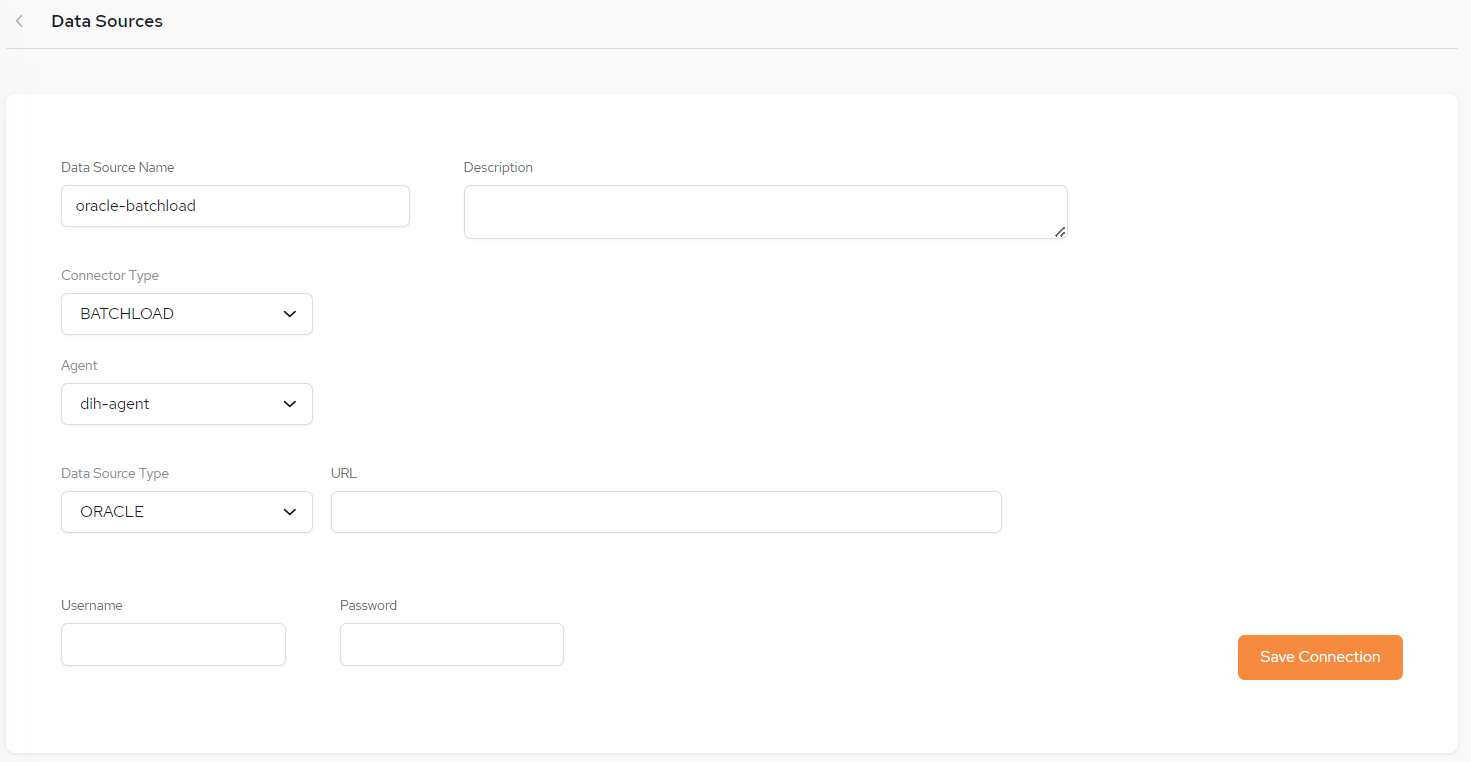 Data Sources
Data Source Name
Description
oracle-batchload
Connector Type
BATCHLOAD
Agent
dih-agent
Data Source Type
URL
ORACLE
Username
Password
Save Connection